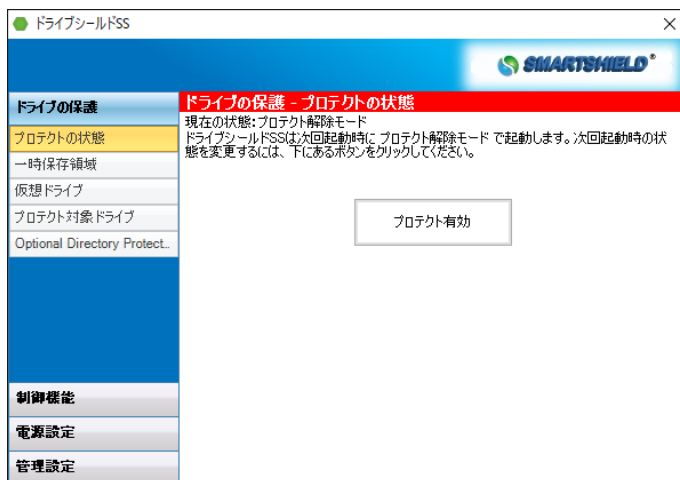 ドライブシールドSS
SMARTSHIELD®
ドライブの保護
プロテクトの状態
一時保存領域
仮想ドライブ
プロテクト対象ドライブ
Optional Directory Protect..
制御機能
電源設定
管理設定
ドライブの保護 - プロテクトの状態
現在の状態:プロテクト解除モード
ドライブシールドSSは次回起動時に プロテクト解除モード で起動します。次回起動時の状
態を変更するには、下にあるボタンをクリックしてください。
プロテクト有効